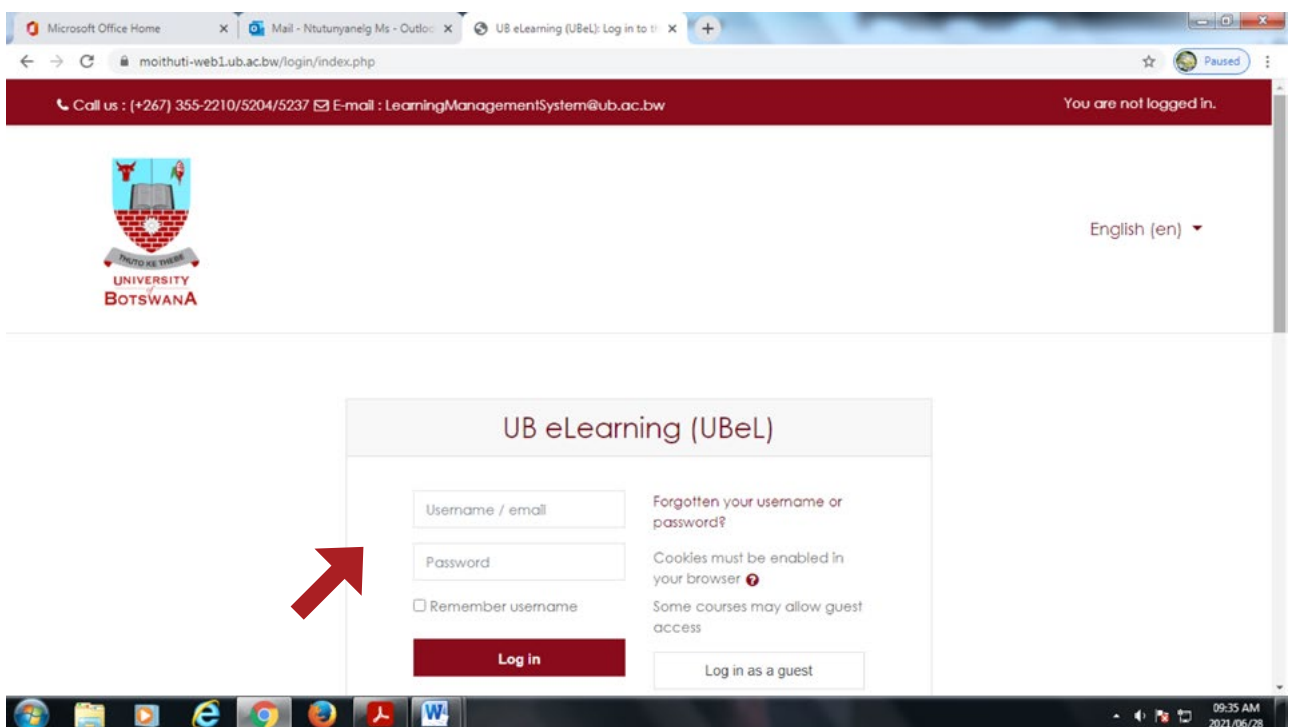 Microsoft Office Home
Mail - Ntutunyanelg Ms - Outloo
UB eLearning (UBeL): Log in to th
moithuti-web1.ub.ac.bw/login/index.php
Paused
Call us : (+267) 355-2210/5204/5237 E-mail : LearningManagementSystem@ub.ac.bw
You are not logged in.
THUTO KE THEBE
UNIVERSITY
of
BOTSWANA
English (en)
UB eLearning (UBeL)
Username / email
Forgotten your username or
password?
Password
Cookies must be enabled in
your browser
Remember username
Some courses may allow guest
access
Log in
Log in as a guest
09:35 AM
2021/06/28